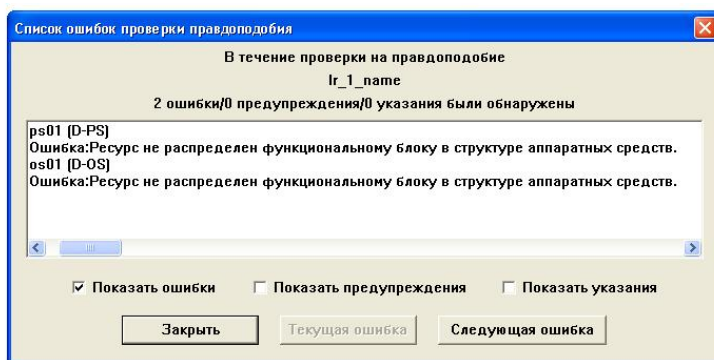 Список ошибок проверки правдоподобия
В течение проверки на правдоподобие
lr_1_name
2 ошибки/0 предупреждения/0 указания были обнаружены
ps01 (D-PS)
Ошибка:Ресурс не распределен функциональному блоку в структуре аппаратных средств.
os01 (D-OS)
Ошибка:Ресурс не распределен функциональному блоку в структуре аппаратных средств.
Показать ошибки Показать предупреждения Показать указания
Закрыть Текущая ошибка Следующая ошибка